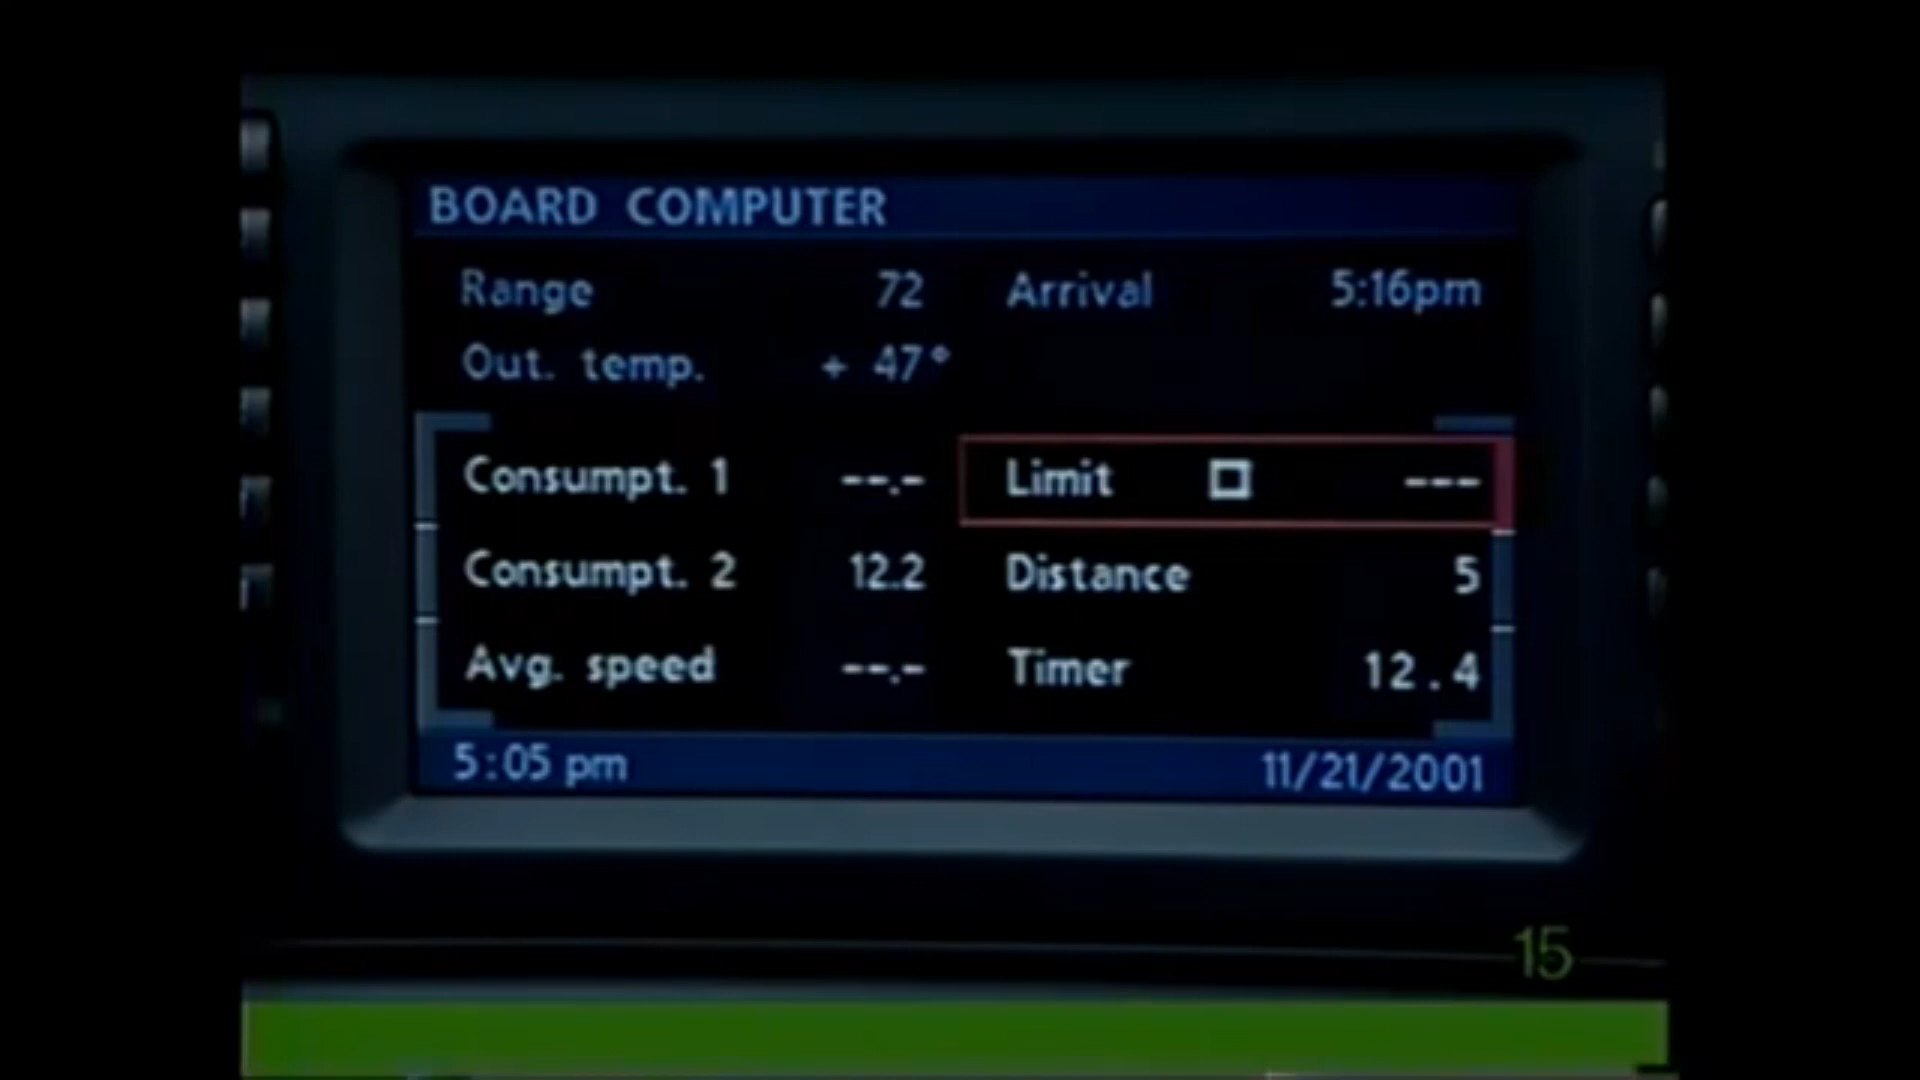 BOARD COMPUTER
Range 72 Arrival 5:16pm
Out. temp. + 47°
Consumpt. 1 --.- Limit ---
Consumpt. 2 12.2 Distance 5
Avg. speed --.- Timer 12.4
5:05 pm 11/21/2001
15